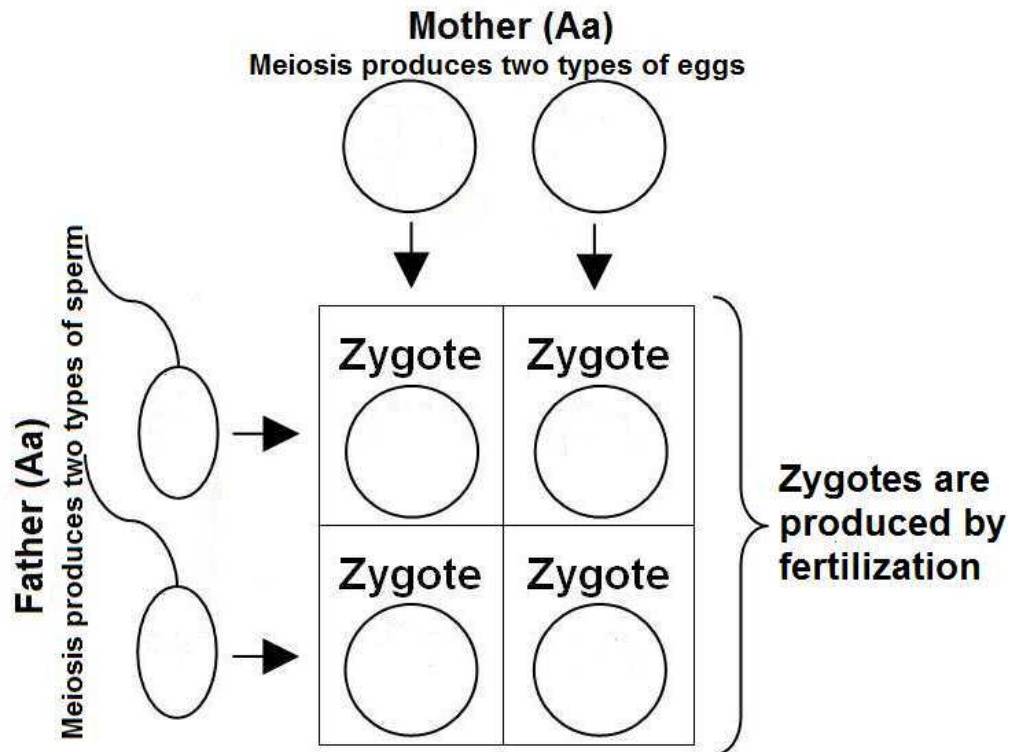 Mother (Aa)
Meiosis produces two types of eggs
Father (Aa)
Meiosis produces two types of sperm
Zygote
Zygote
Zygote
Zygote
Zygotes are
produced by
fertilization